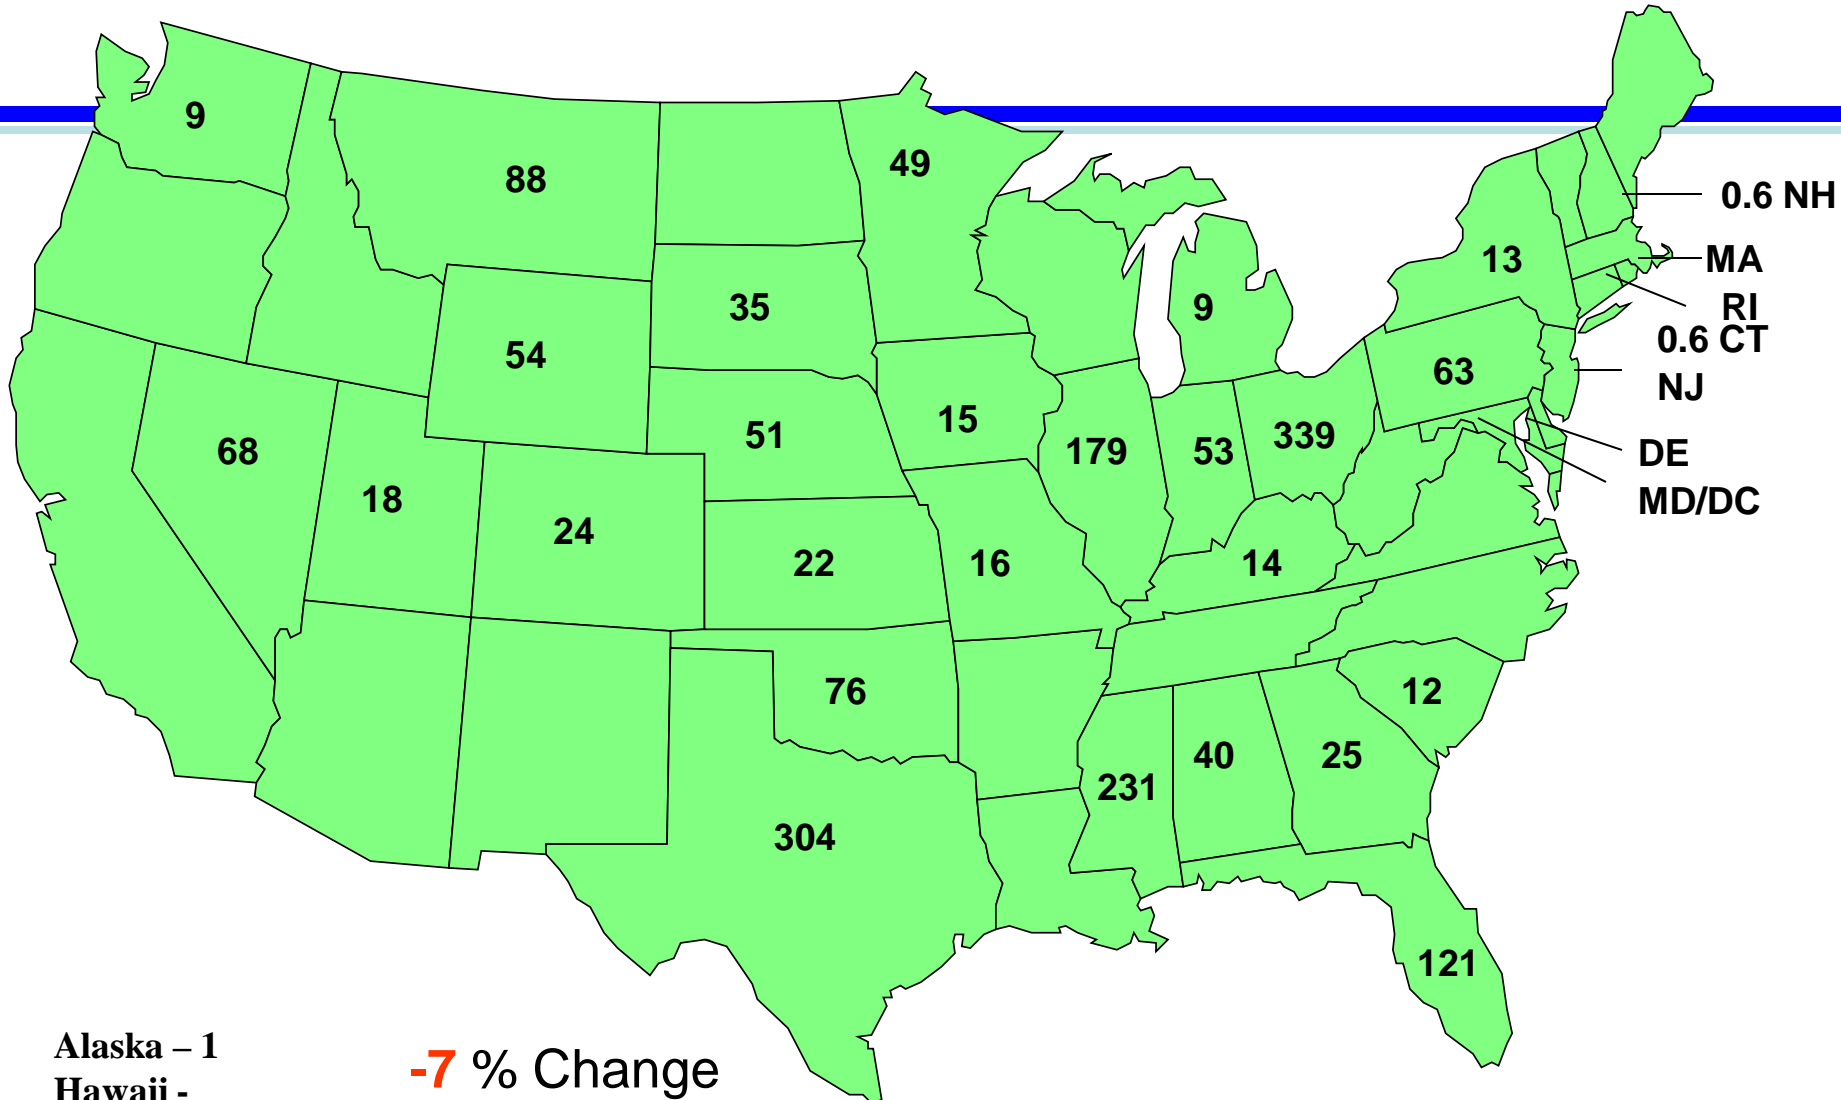 9
88
49
0.6 NH
13
MA
35
9
RI
0.6 CT
54
63
NJ
15
51
339
68
179
53
DE
18
MD/DC
24
22
16
14
76
12
40
25
231
304
121
Alaska – 1
-7 % Change
Hawaii -